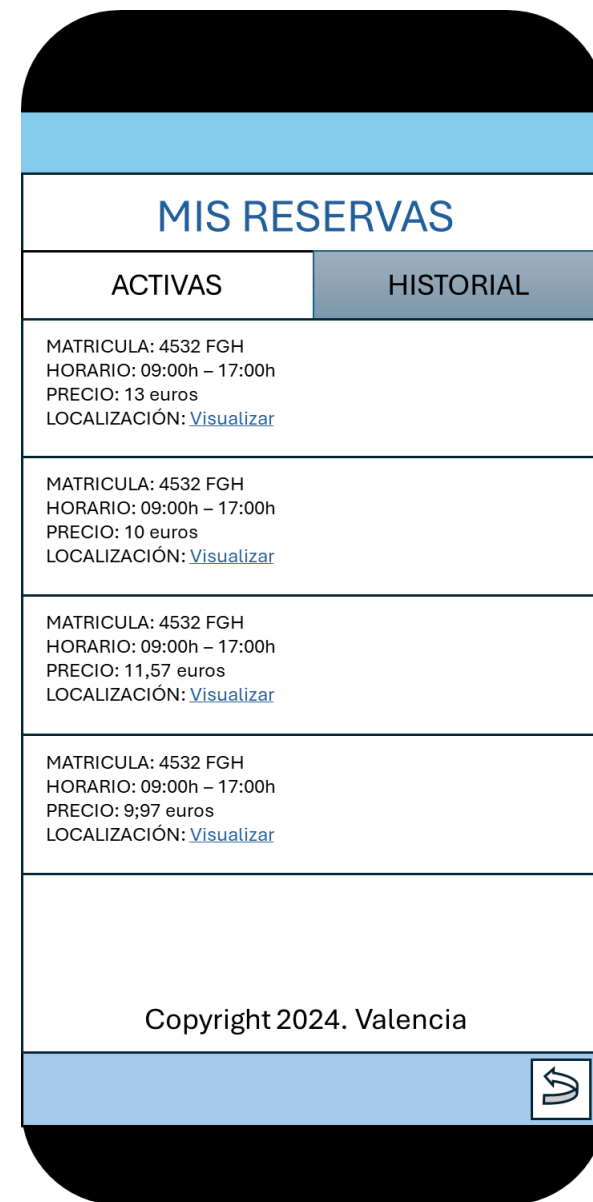 MIS RESERVAS
ACTIVAS HISTORIAL
MATRICULA: 4532 FGH
HORARIO: 09:00h – 17:00h
PRECIO: 13 euros
LOCALIZACIÓN: Visualizar
MATRICULA: 4532 FGH
HORARIO: 09:00h – 17:00h
PRECIO: 10 euros
LOCALIZACIÓN: Visualizar
MATRICULA: 4532 FGH
HORARIO: 09:00h – 17:00h
PRECIO: 11,57 euros
LOCALIZACIÓN: Visualizar
MATRICULA: 4532 FGH
HORARIO: 09:00h – 17:00h
PRECIO: 9;97 euros
LOCALIZACIÓN: Visualizar
Copyright 2024. Valencia